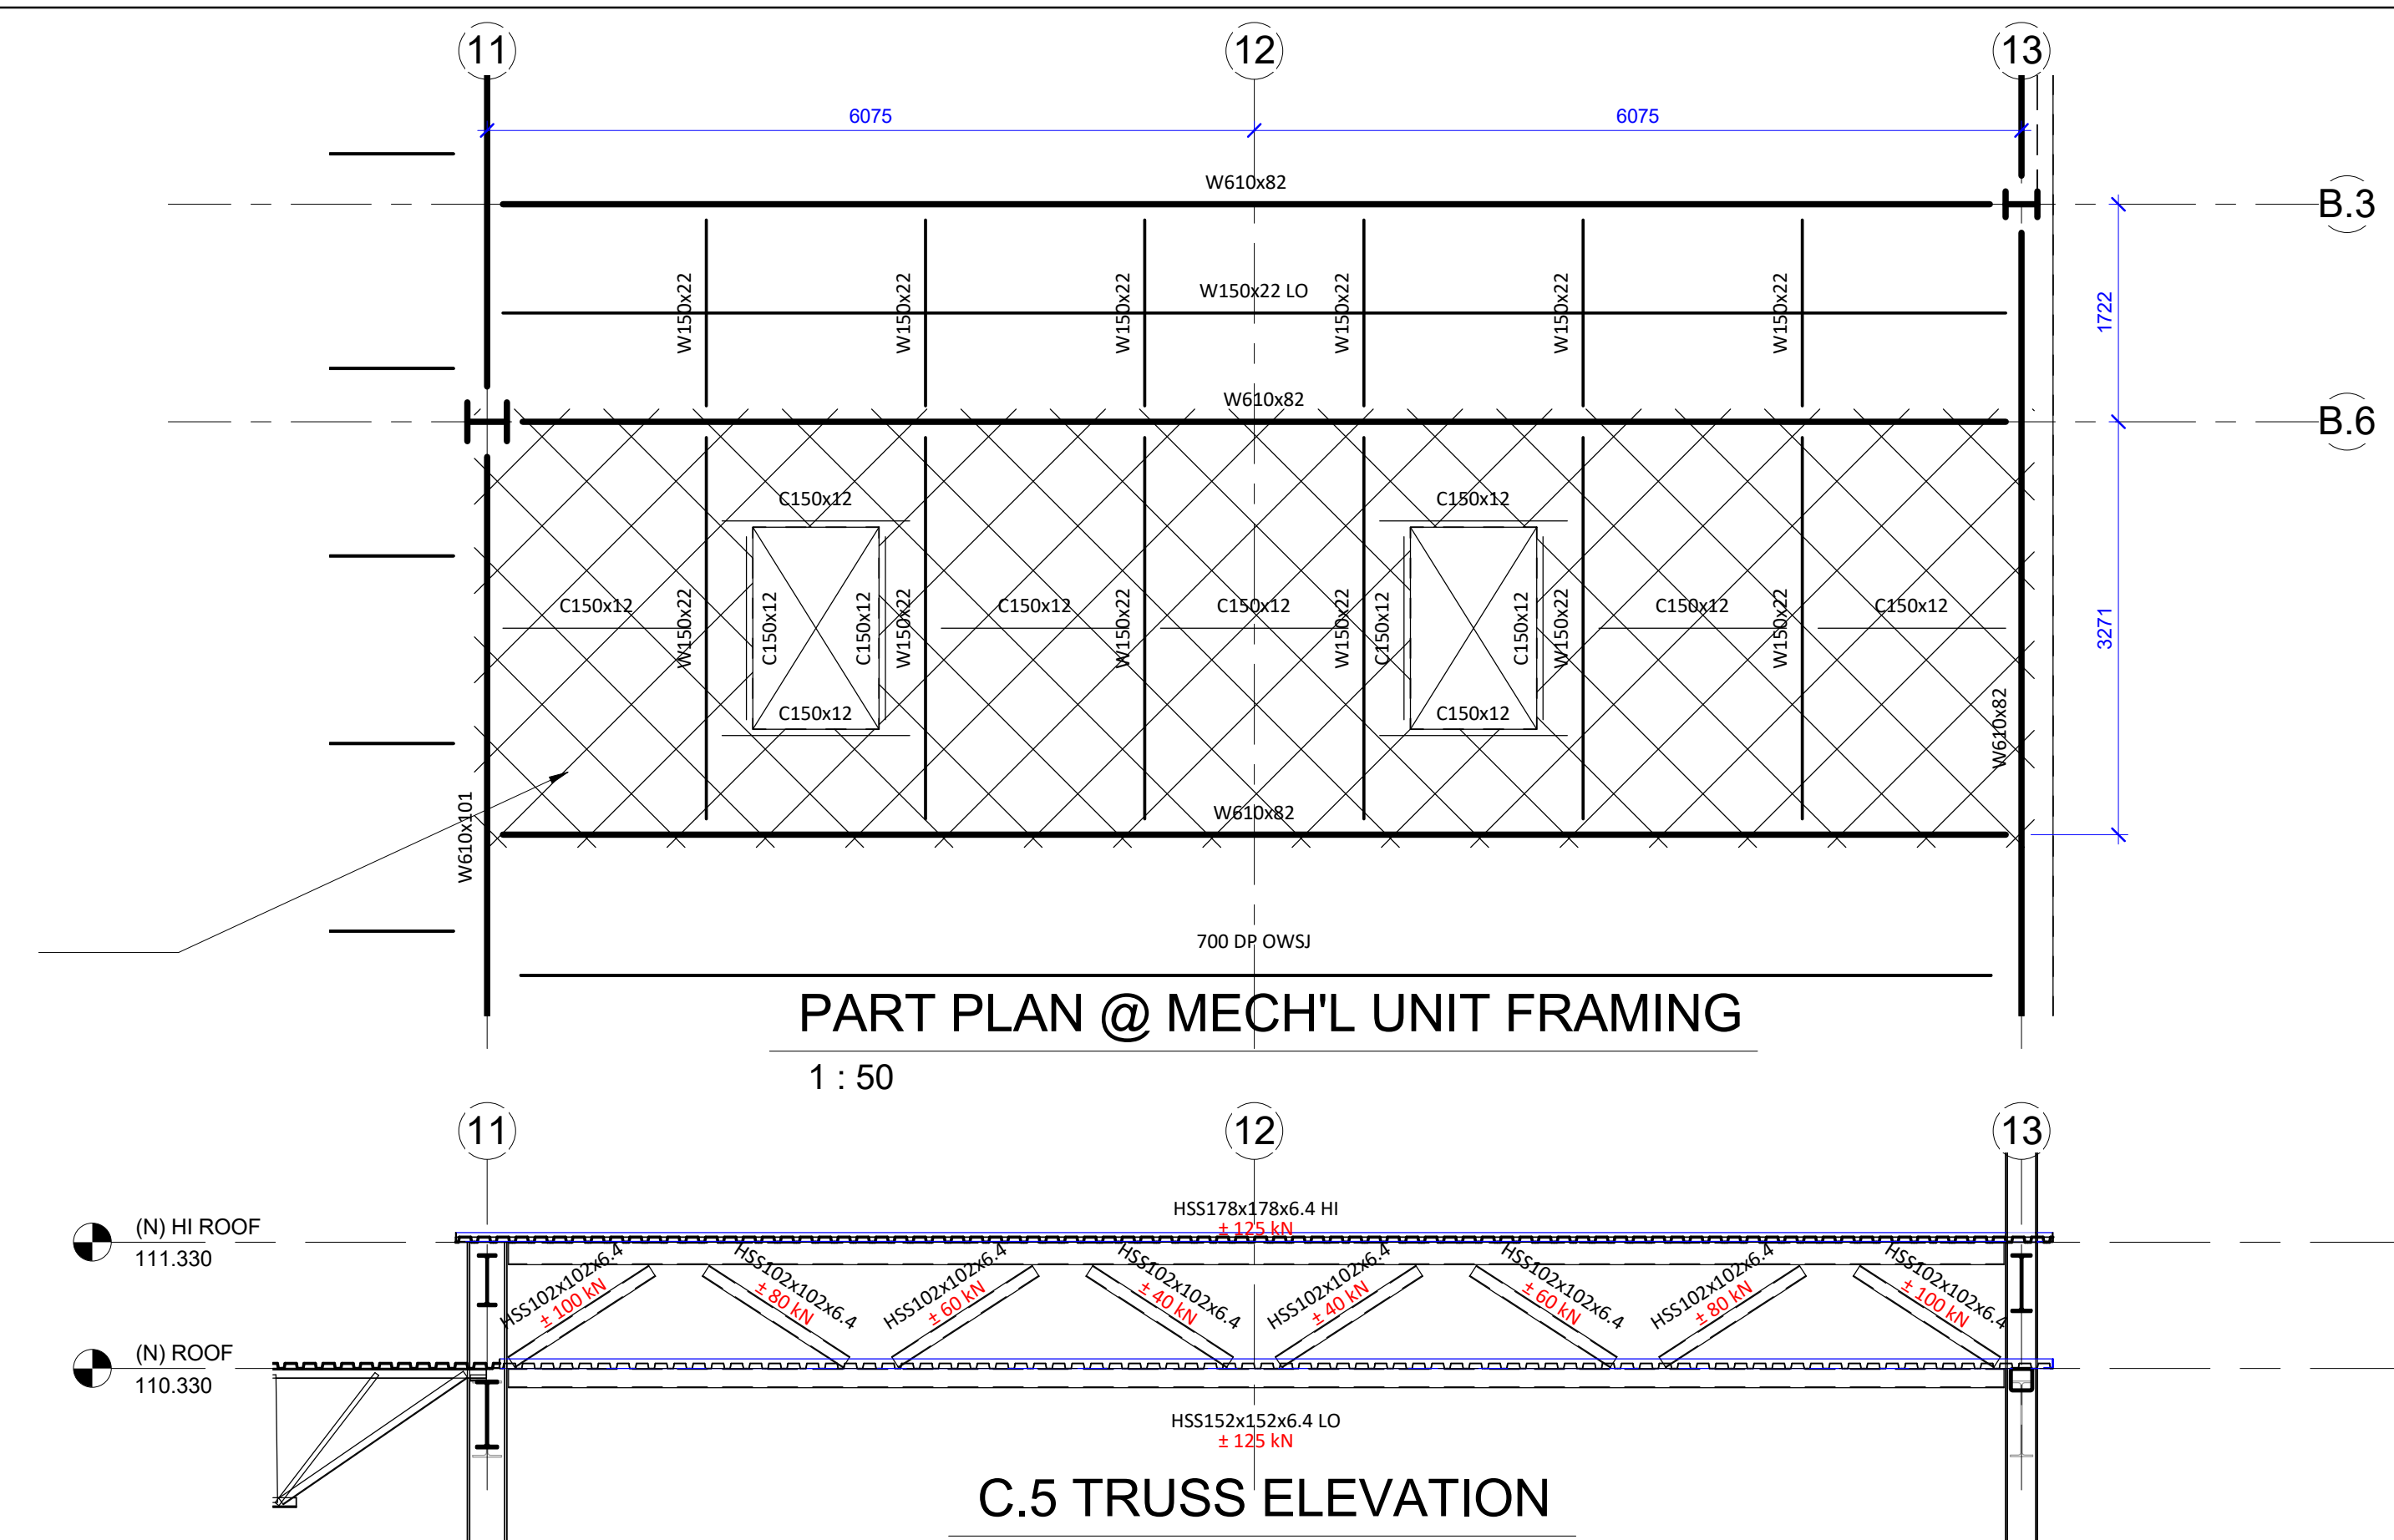 11
12
13
6075
6075
W610x82
B.3
W150x22
W150x22
W150x22
W150x22
W150x22
W150x22
W150x22 LO
1722
W610x82
B.6
C150x12
C150x12
C150x12
W150x22
C150x12
C150x12
W150x22
C150x12
W150x22
C150x12
W150x22
C150x12
C150x12
W150x22
C150x12
W150x22
C150x12
3271
C150x12
C150x12
W610x82
W610x82
W610x101
700 DP OWSJ
PART PLAN @ MECH'L UNIT FRAMING
1 : 50
11
12
13
(N) HI ROOF
111.330
HSS178x178x6.4 HI
± 125 kN
HSS102x102x6.4
± 100 kN
HSS102x102x6.4
± 80 kN
HSS102x102x6.4
± 60 kN
HSS102x102x6.4
± 40 kN
HSS102x102x6.4
± 40 kN
HSS102x102x6.4
± 60 kN
HSS102x102x6.4
± 80 kN
HSS102x102x6.4
± 100 kN
(N) ROOF
110.330
HSS152x152x6.4 LO
± 125 kN
C.5 TRUSS ELEVATION